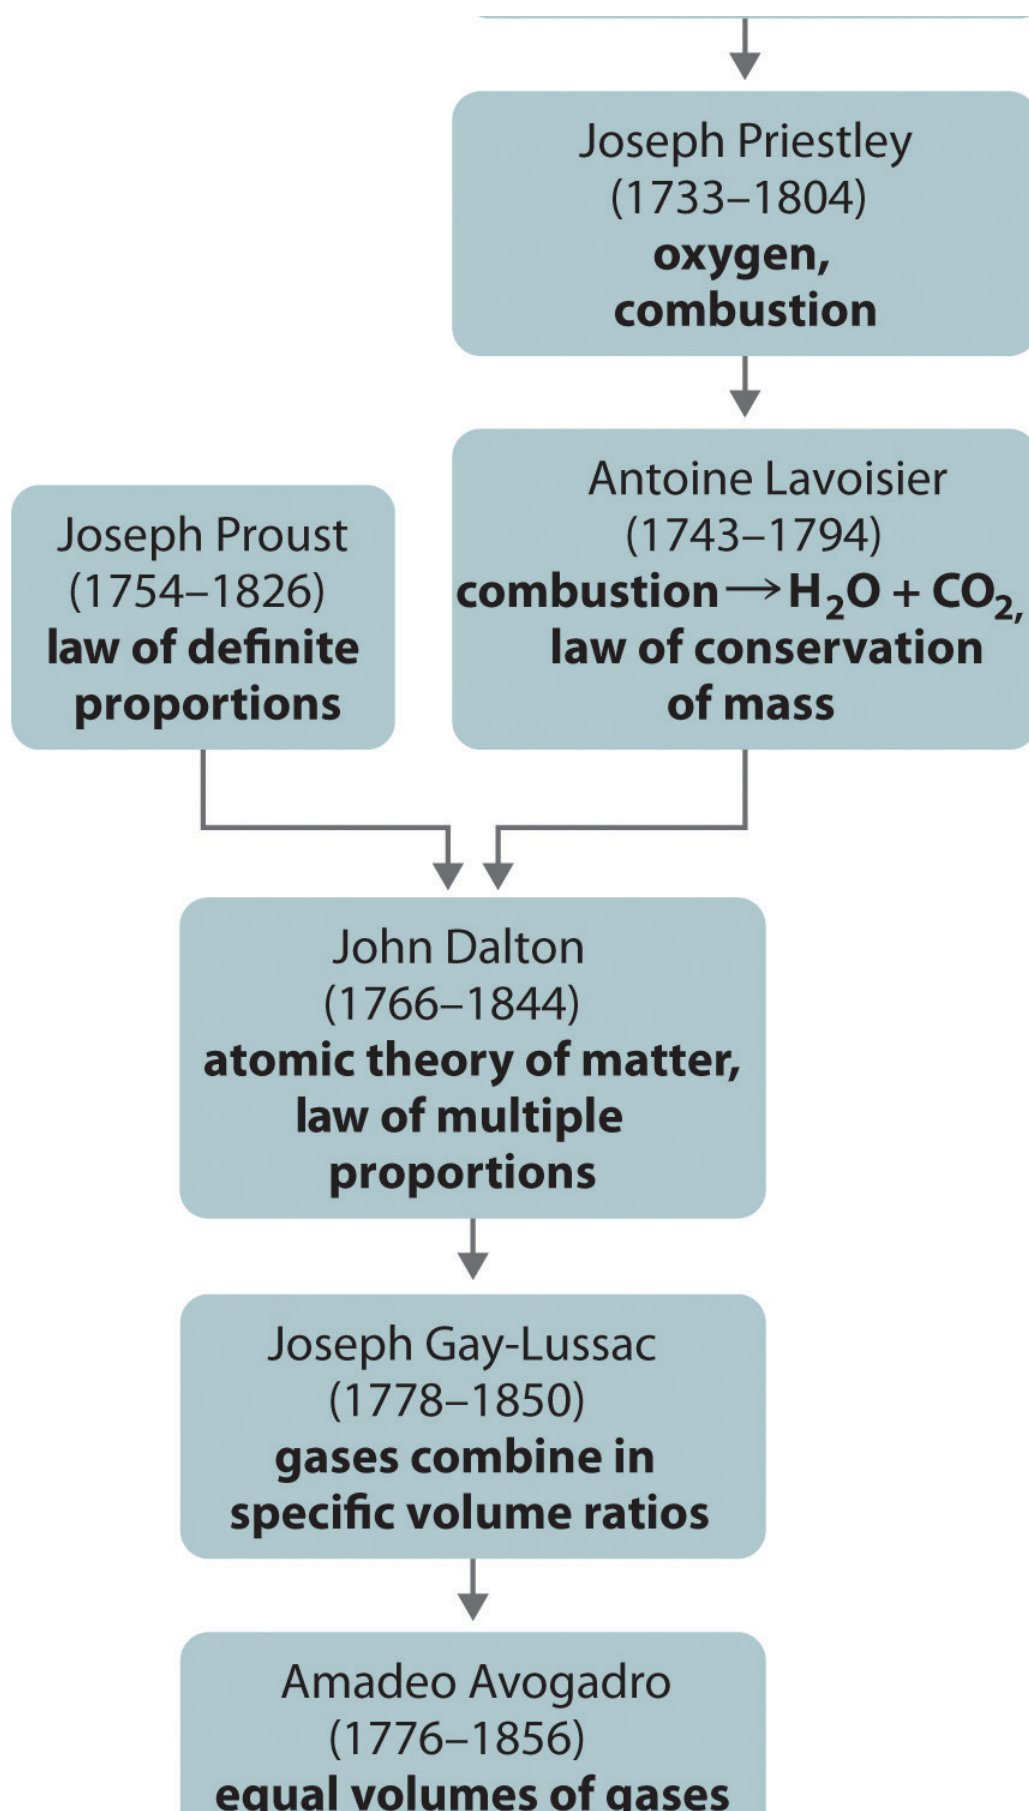 Joseph Priestley
(1733–1804)
oxygen,
combustion
Joseph Proust
(1754–1826)
law of definite
proportions
Antoine Lavoisier
(1743–1794)
combustion → H₂O + CO₂,
law of conservation
of mass
John Dalton
(1766–1844)
atomic theory of matter,
law of multiple
proportions
Joseph Gay-Lussac
(1778–1850)
gases combine in
specific volume ratios
Amadeo Avogadro
(1776–1856)
equal volumes of gases